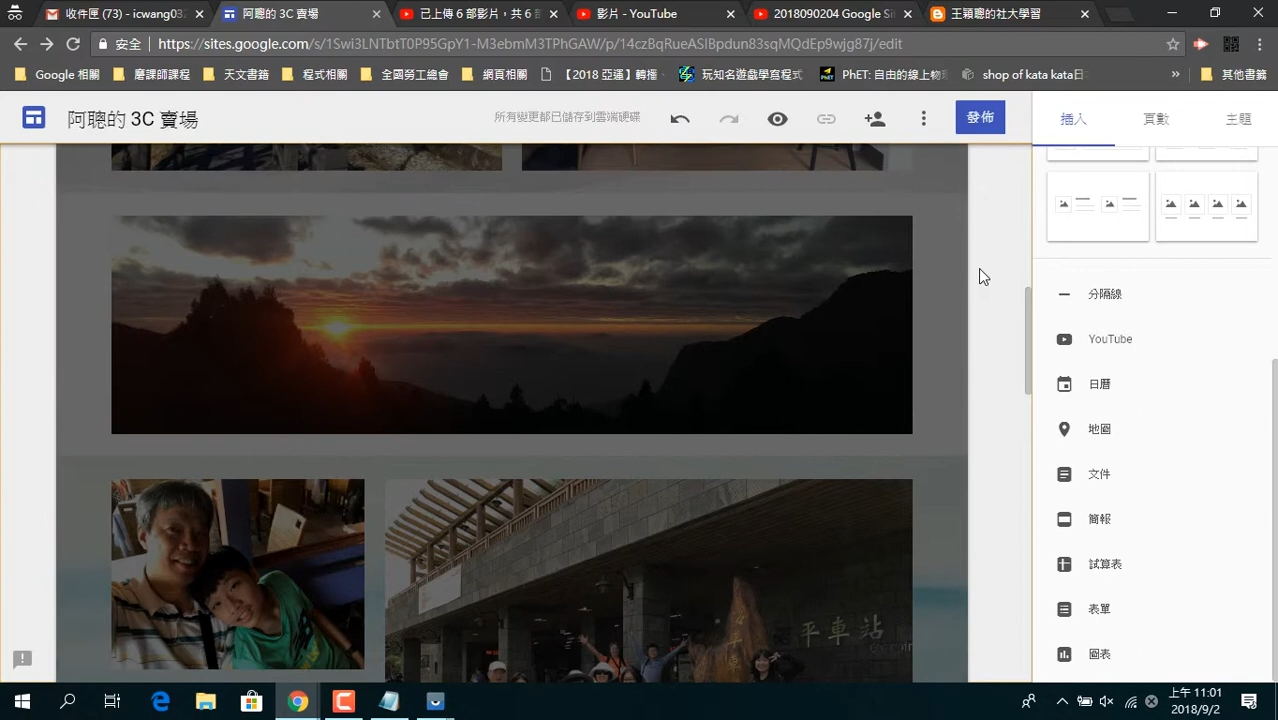 收件匣 (73) - icwang037
阿聰的 3C 賣場
已上傳 6 部影片，共 6 部
影片 - YouTube
2018090204 Google Si
王穎聰的社大學習
安全
https://sites.google.com/s/1Swi3LNTbtT0P95GpY1-M3ebmM3TPhGAW/p/14czBqRueASlBpdun83sqMQdEp9wjg87j/edit
Google 相關
磨課師課程
天文書籍
程式相關
全國勞工總會
網頁相關
【2018 亞運】轉播
玩知名遊戲學寫程式
PhET: 自由的線上物
shop of kata kata日
»
其他書籤
阿聰的 3C 賣場
所有變更都已儲存到雲端硬碟
發佈
插入
頁數
主題
分隔線
YouTube
日曆
地圖
文件
簡報
試算表
表單
圖表
平車站
上午 11:01
2018/9/2